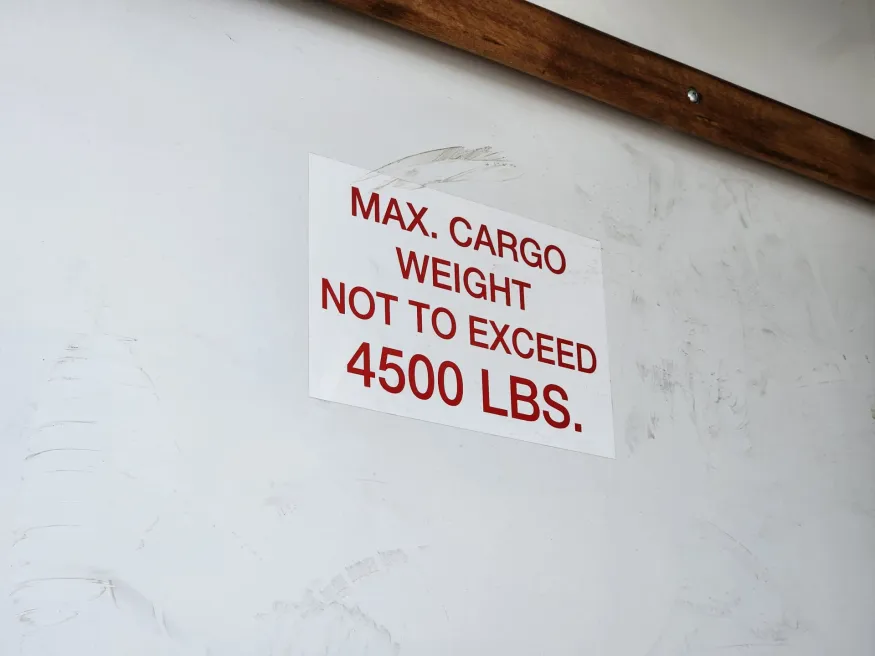 MAX. CARGO
WEIGHT
NOT TO EXCEED
4500 LBS.